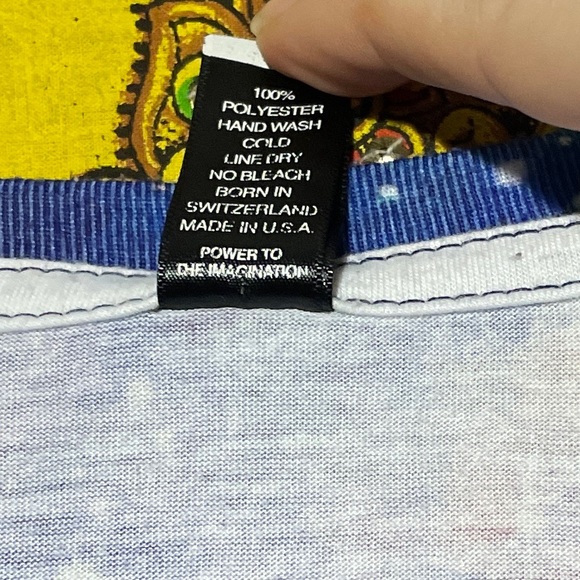 100%
POLYESTER
HAND WASH
COLD
LINE DRY
NO BLEACH
BORN IN
SWITZERLAND
MADE IN U.S.A.
POWER TO
THE IMAGINATION